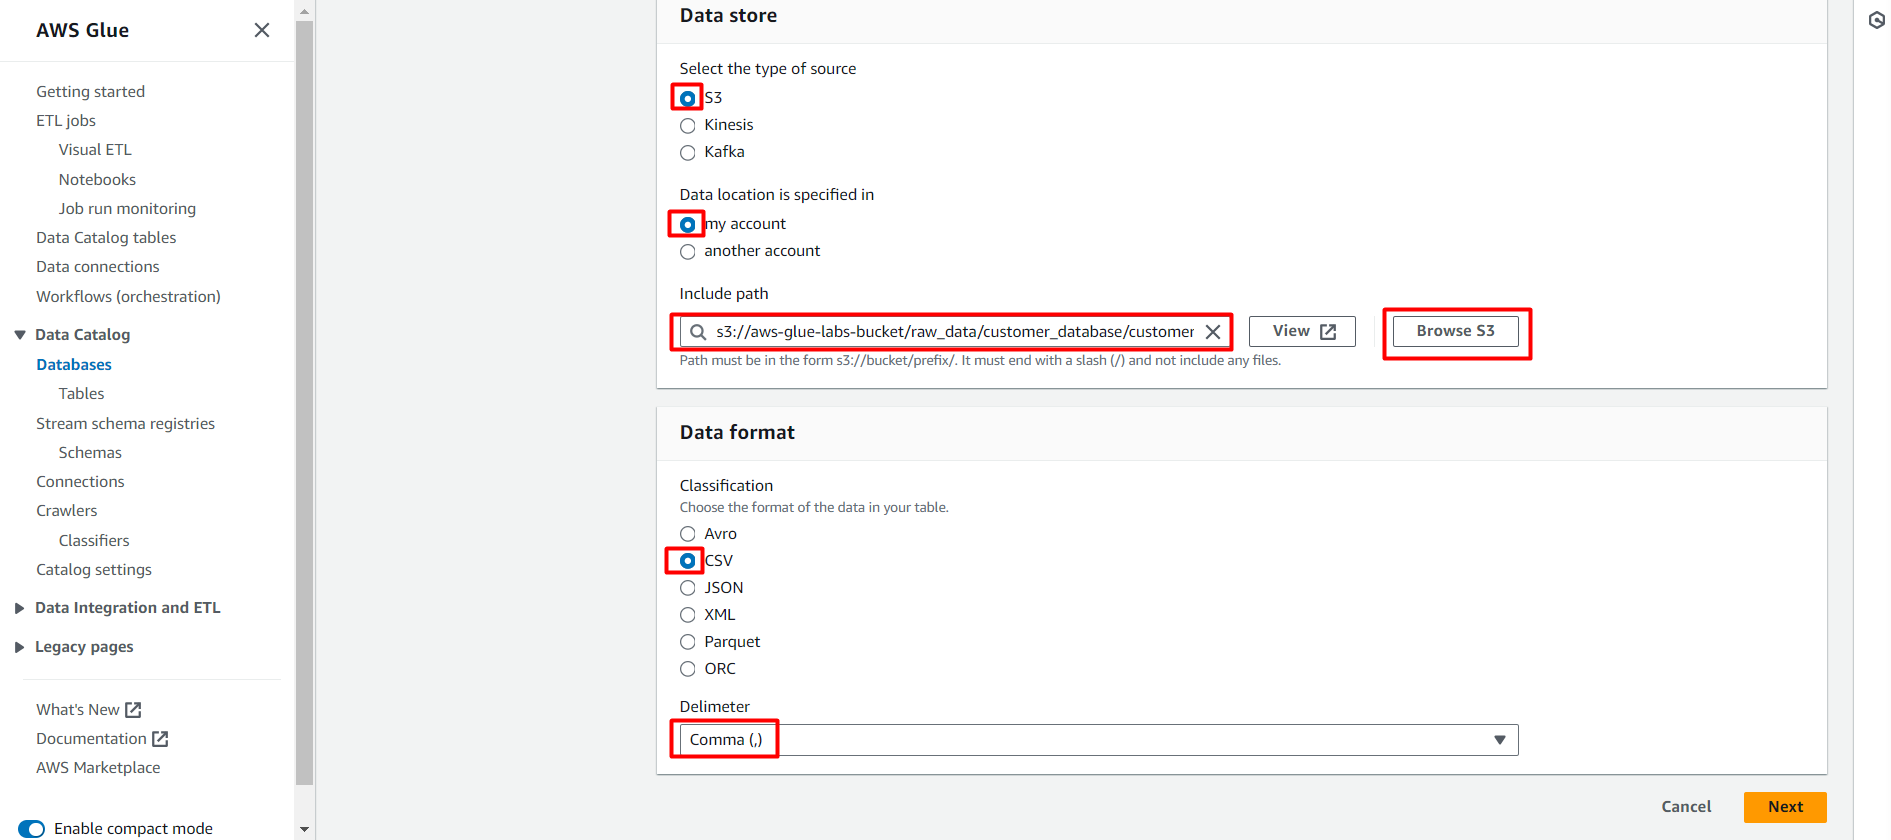 AWS Glue
Getting started
ETL jobs
Visual ETL
Notebooks
Job run monitoring
Data Catalog tables
Data connections
Workflows (orchestration)
Data Catalog
Databases
Tables
Stream schema registries
Schemas
Connections
Crawlers
Classifiers
Catalog settings
Data Integration and ETL
Legacy pages
What's New
Documentation
AWS Marketplace
Enable compact mode
Data store
Select the type of source
S3
Kinesis
Kafka
Data location is specified in
my account
another account
Include path
s3://aws-glue-labs-bucket/raw_data/customer_database/customer
View
Browse S3
Path must be in the form s3://bucket/prefix/. It must end with a slash (/) and not include any files.
Data format
Classification
Choose the format of the data in your table.
Avro
CSV
JSON
XML
Parquet
ORC
Delimeter
Comma (,)
Cancel
Next